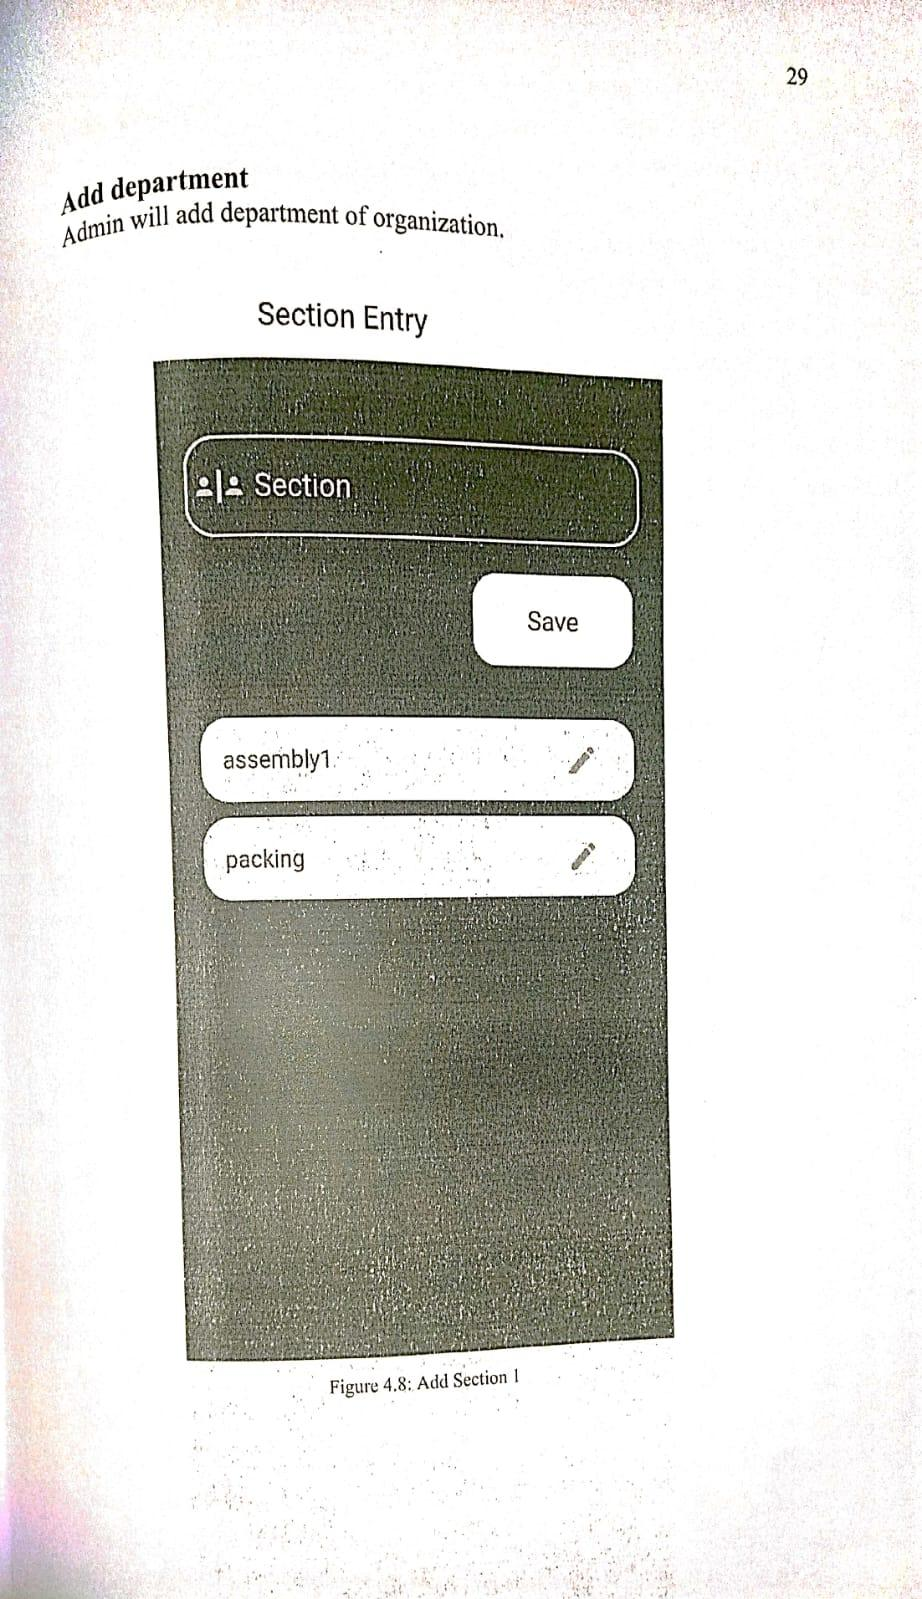 29
Add department
Admin will add department of organization.
Section Entry
Section
Save
assembly1
packing
Figure 4.8: Add Section 1